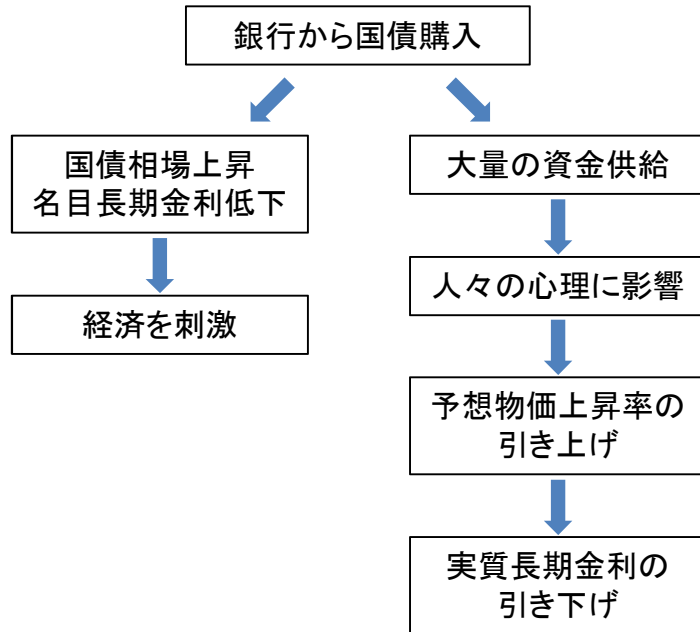 銀行から国債購入
国債相場上昇
名目長期金利低下
経済を刺激
大量の資金供給
人々の心理に影響
予想物価上昇率の
引き上げ
実質長期金利の
引き下げ